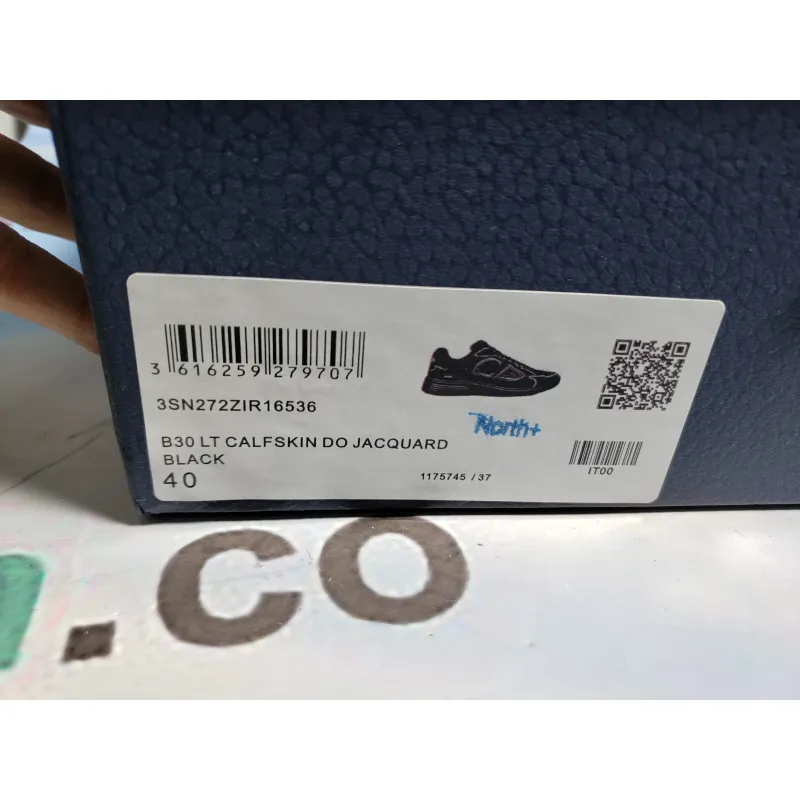 3 616259 279707
3SN272ZIR16536
North+
B30 LT CALFSKIN DO JACQUARD
BLACK
40
1175745 / 37
IT00
.CO